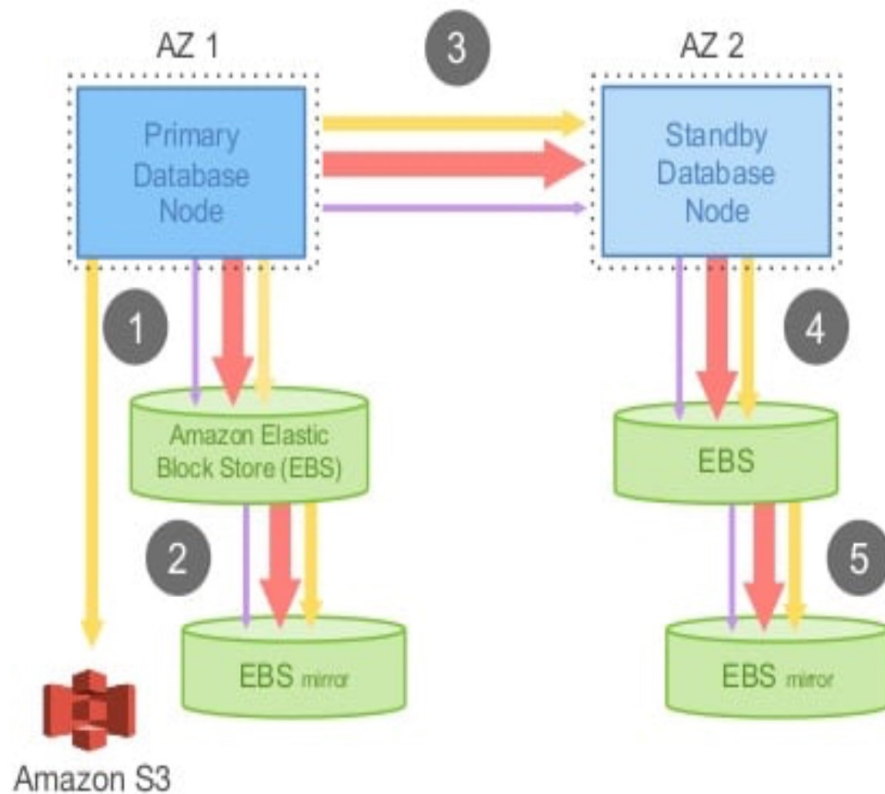 AZ 1
3
AZ 2
Primary
Database
Node
Standby
Database
Node
1
4
Amazon Elastic
Block Store (EBS)
EBS
2
5
EBS mirror
EBS mirror
Amazon S3